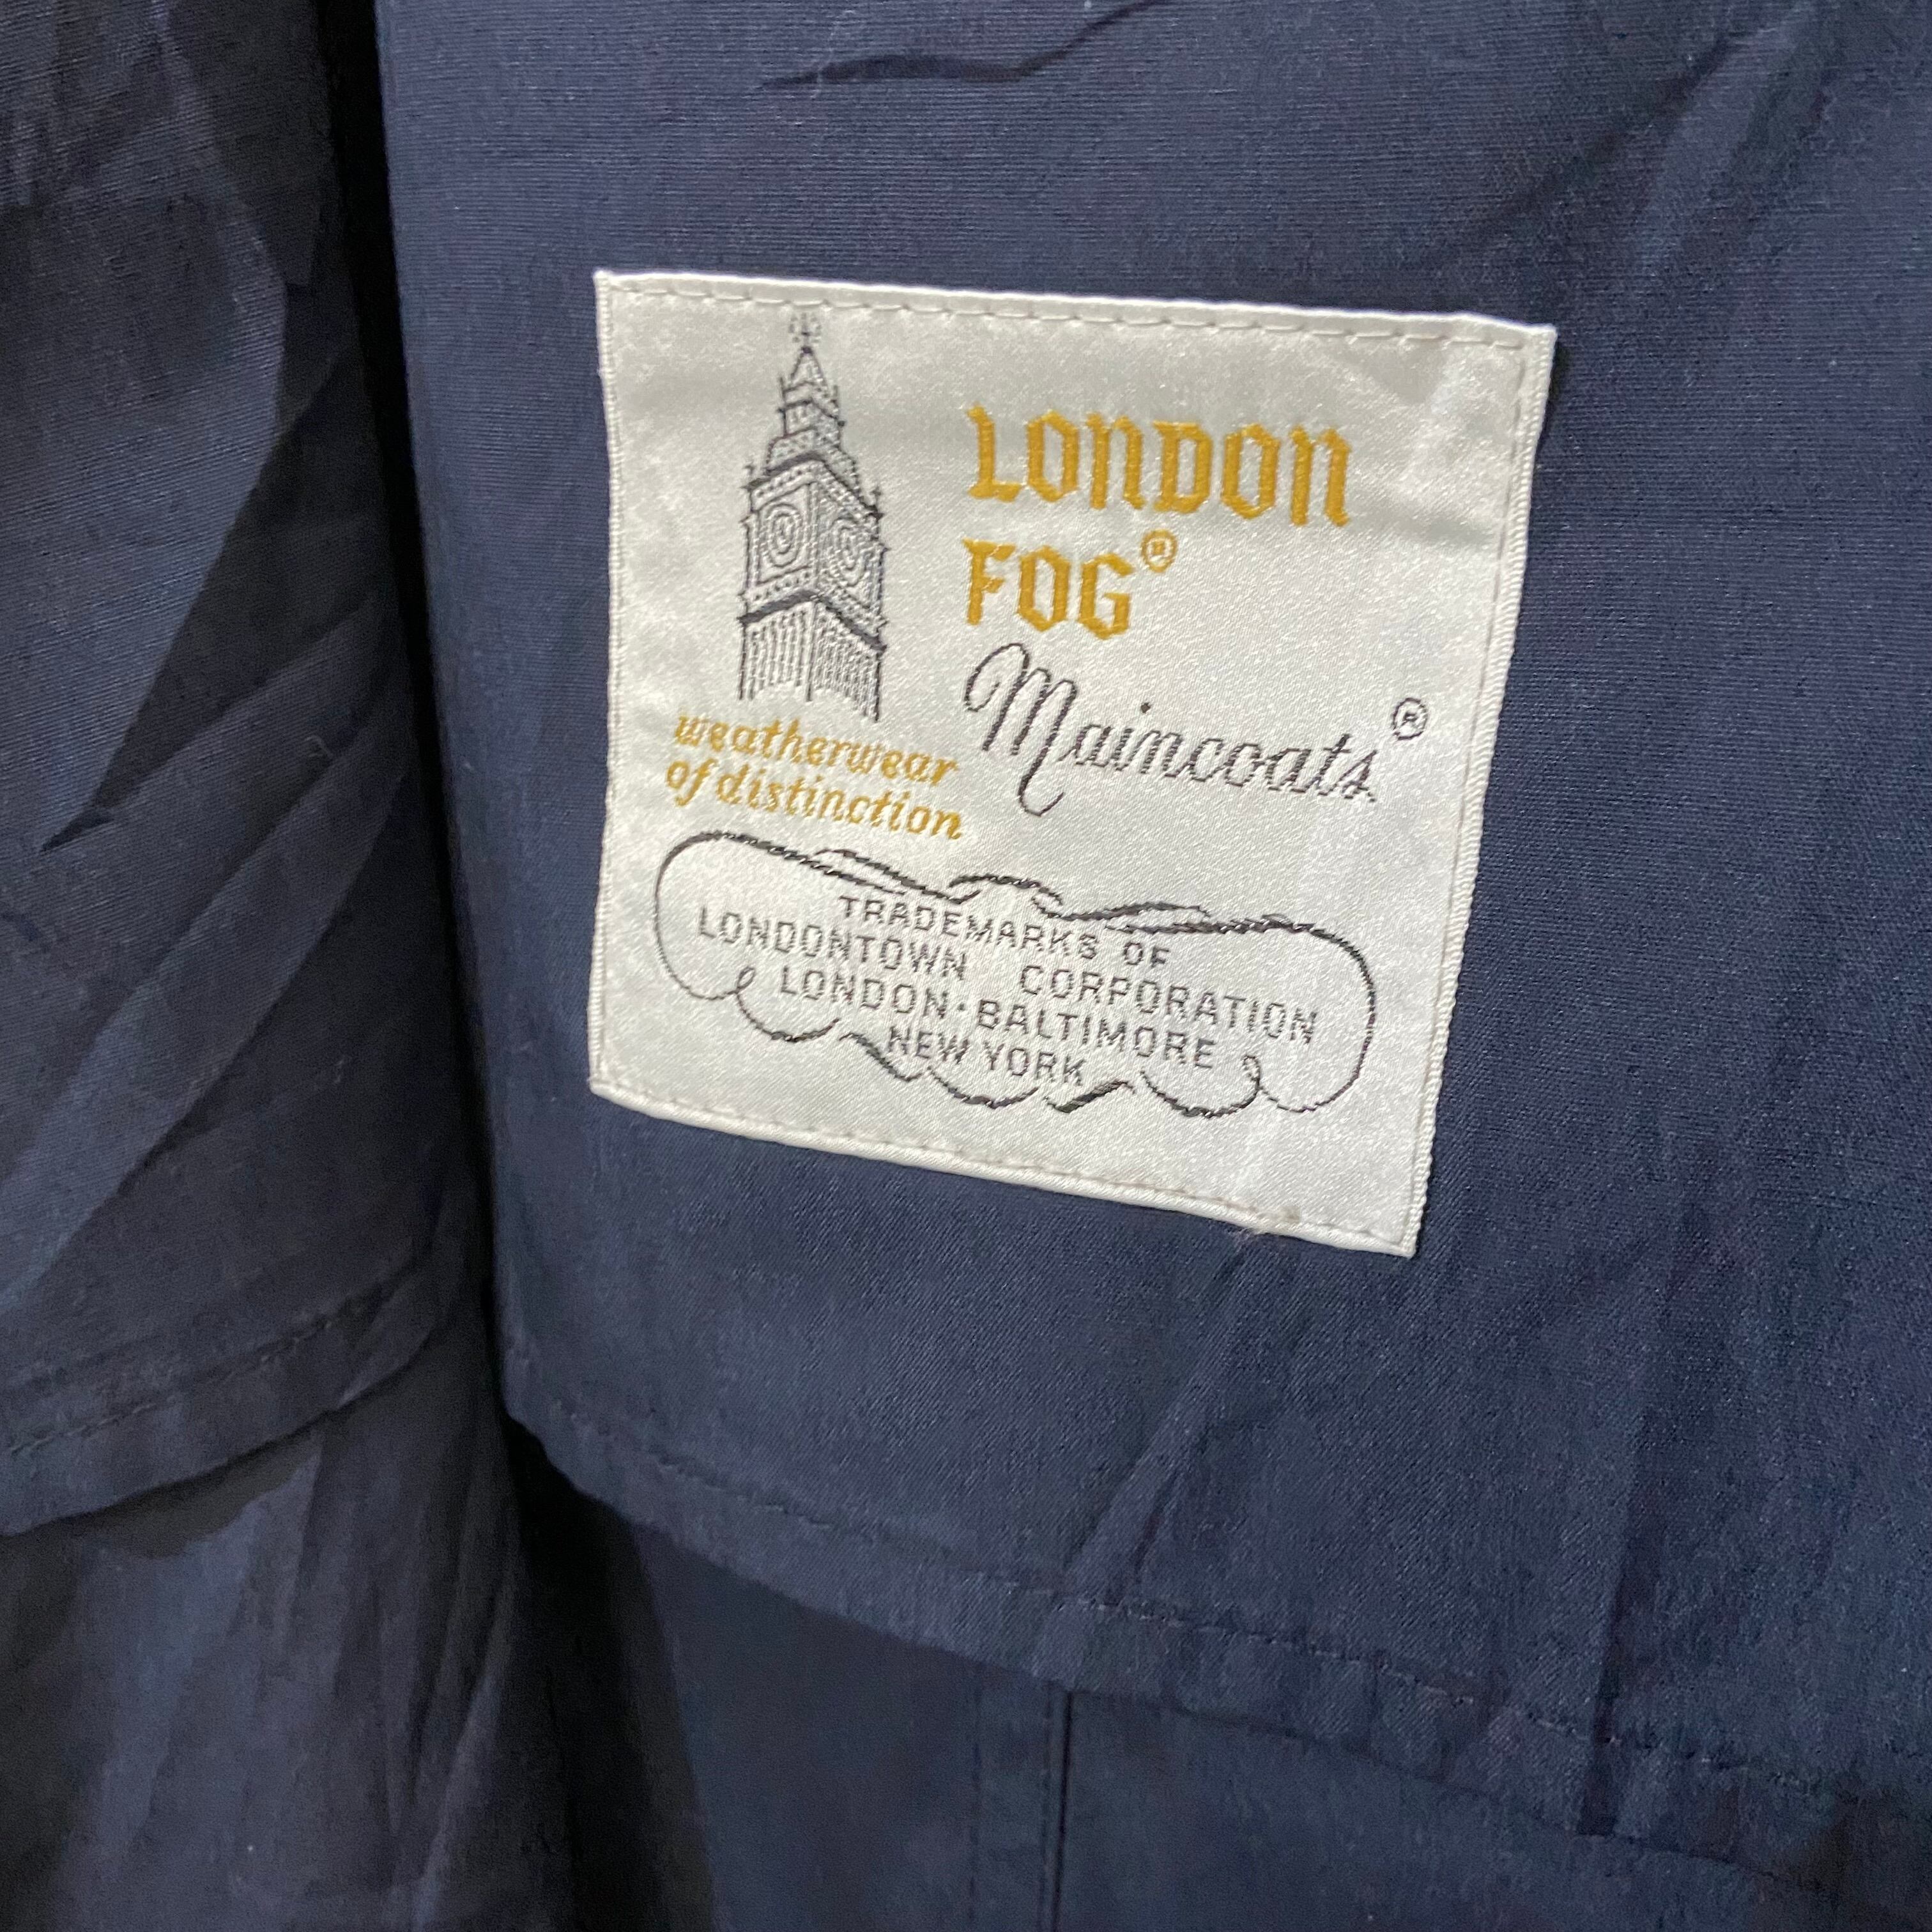 LONDON
FOG®
Maincoats®
weatherwear
of distinction
TRADEMARKS OF
LONDONTOWN CORPORATION
LONDON·BALTIMORE
NEW YORK